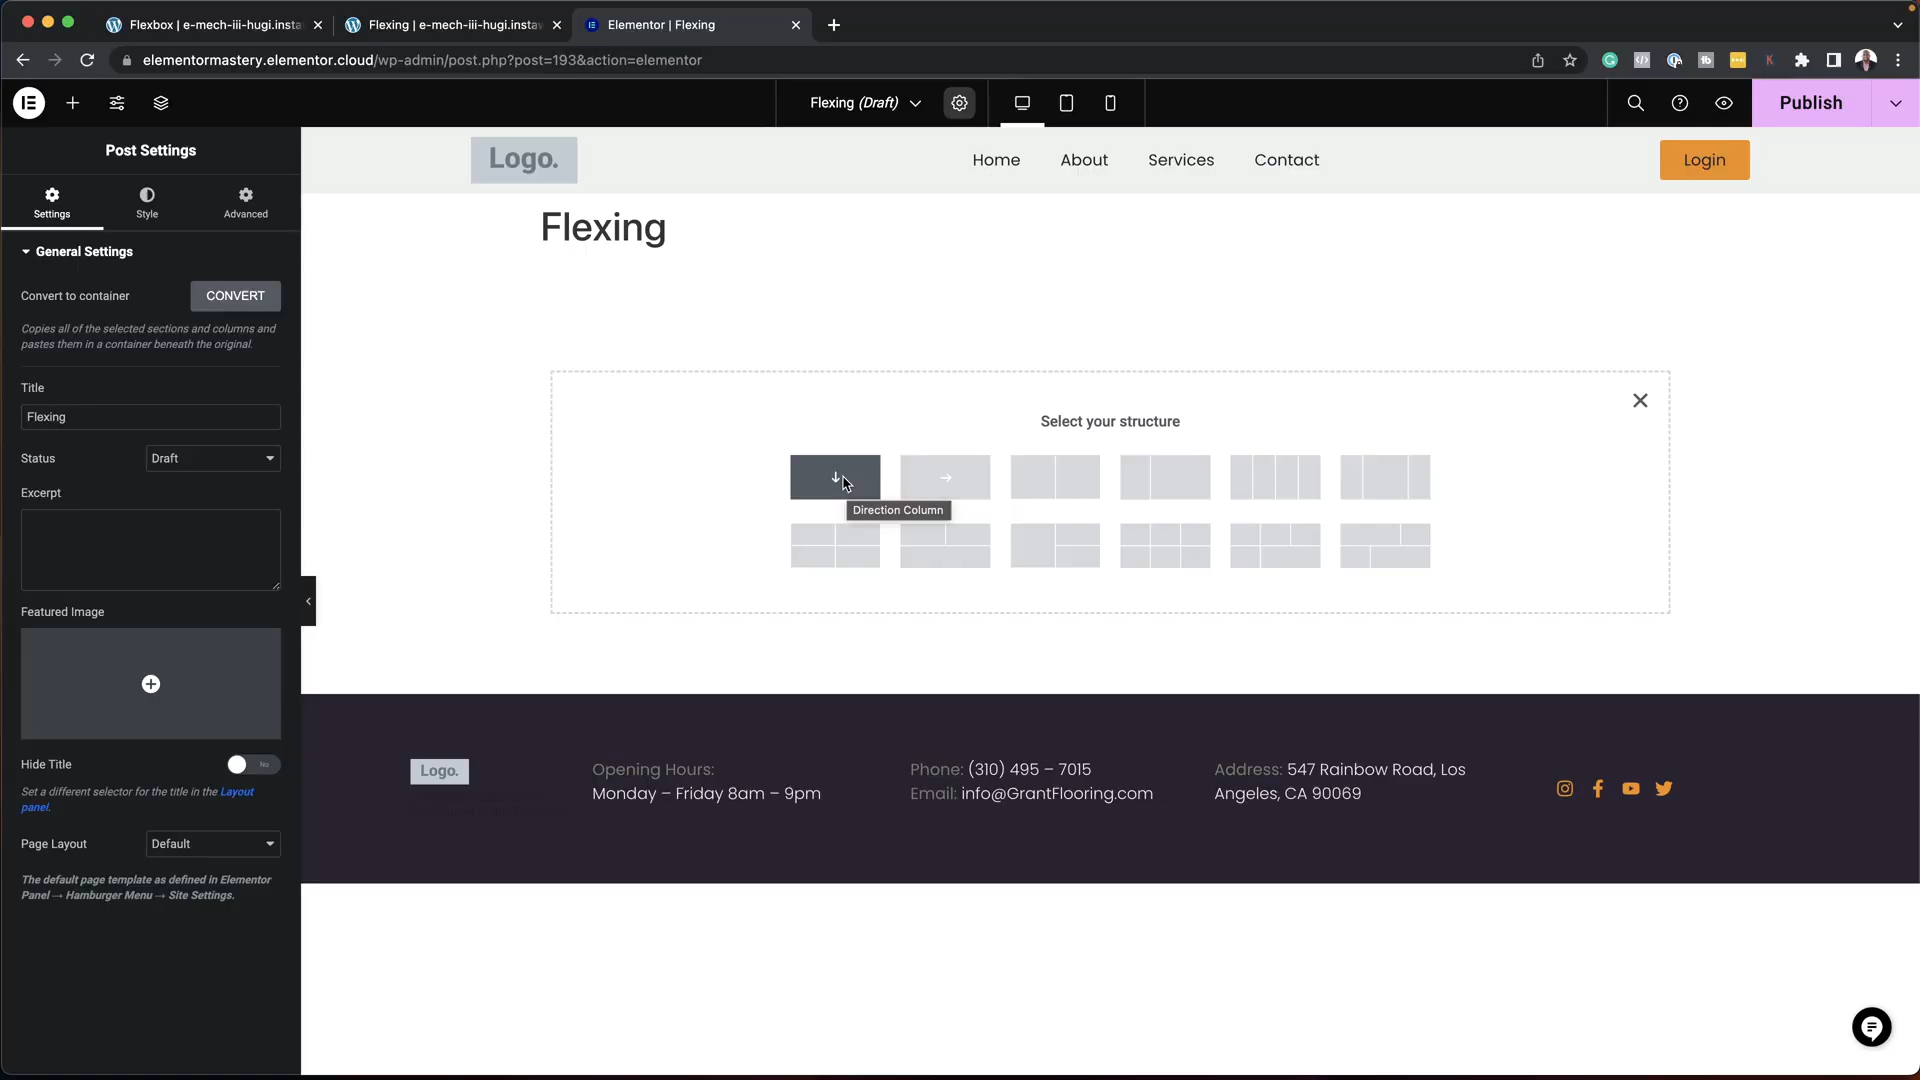 Flexbox | e-mech-iii-hugi.insta
Flexing | e-mech-iii-hugi.instaw
Elementor | Flexing
elementormastery.elementor.cloud/wp-admin/post.php?post=193&action=elementor
Flexing (Draft)
Publish
Post Settings
Settings
Style
Advanced
General Settings
Convert to container
CONVERT
Copies all of the selected sections and columns and
pastes them in a container beneath the original.
Title
Flexing
Status
Draft
Excerpt
Featured Image
Hide Title
No
Set a different selector for the title in the Layout
panel.
Page Layout
Default
The default page template as defined in Elementor
Panel → Hamburger Menu → Site Settings.
Logo.
Home
About
Services
Contact
Login
Flexing
Select your structure
Direction Column
Logo.
Opening Hours:
Monday – Friday 8am – 9pm
Phone: (310) 495 – 7015
Email: info@GrantFlooring.com
Address: 547 Rainbow Road, Los
Angeles, CA 90069